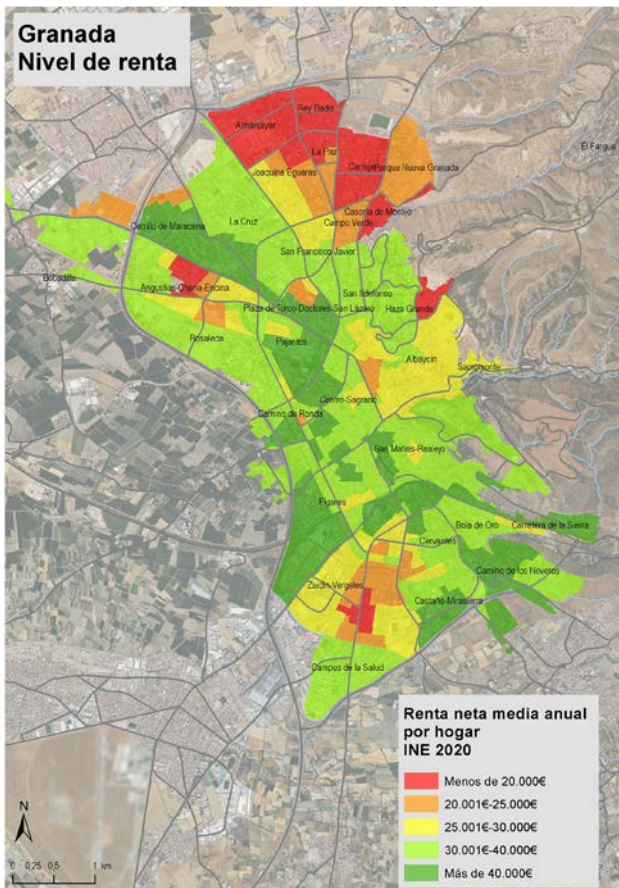 Granada
Nivel de renta
Rey Badis
Almanjayar
La Paz
Cartuja
Parque Nueva Granada
El Fargue
Joaquina Eguaras
Casería de Montijo
Campo Verde
Cerrillo de Maracena
La Cruz
San Francisco Javier
Bobadilla
Angustias-Chana-Encina
San Ildefonso
Haza Grande
Plaza de Toros-Doctores-San Lázaro
Rosaleda
Pajaritos
Albaycín
Sacromonte
Centro-Sagrario
Camino de Ronda
San Matías-Realejo
Fígares
Bola de Oro
Carretera de la Sierra
Cervantes
Camino de los Neveros
Zaidín-Vergeles
Castaño-Mirasierra
Campus de la Salud
Renta neta media anual
por hogar
INE 2020
Menos de 20.000€
20.001€-25.000€
25.001€-30.000€
30.001€-40.000€
Más de 40.000€
N
0 0,25 0,5 1 km